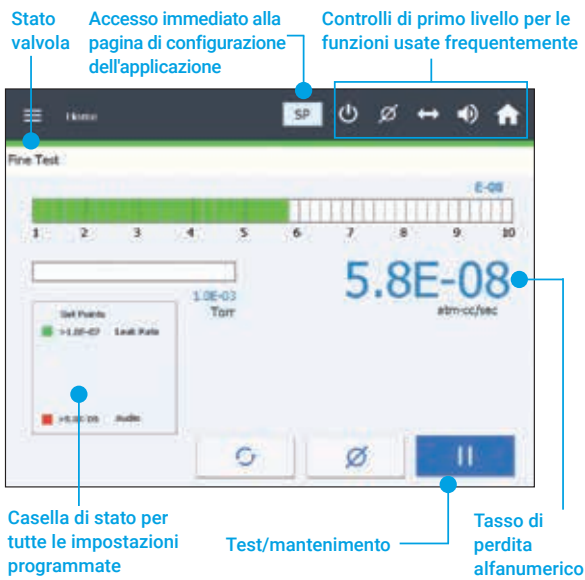 Stato
valvola
Accesso immediato alla
pagina di configurazione
dell'applicazione
Controlli di primo livello per le
funzioni usate frequentemente
Home
SP
Fine Test
E-08
1 2 3 4 5 6 7 8 9 10
1.0E-03
Torr
5.8E-08
atm-cc/sec
Set Points
>1.0E-07 Leak Rate
Audio
Casella di stato per
tutte le impostazioni
programmate
Test/mantenimento
Tasso di
perdita
alfanumerico